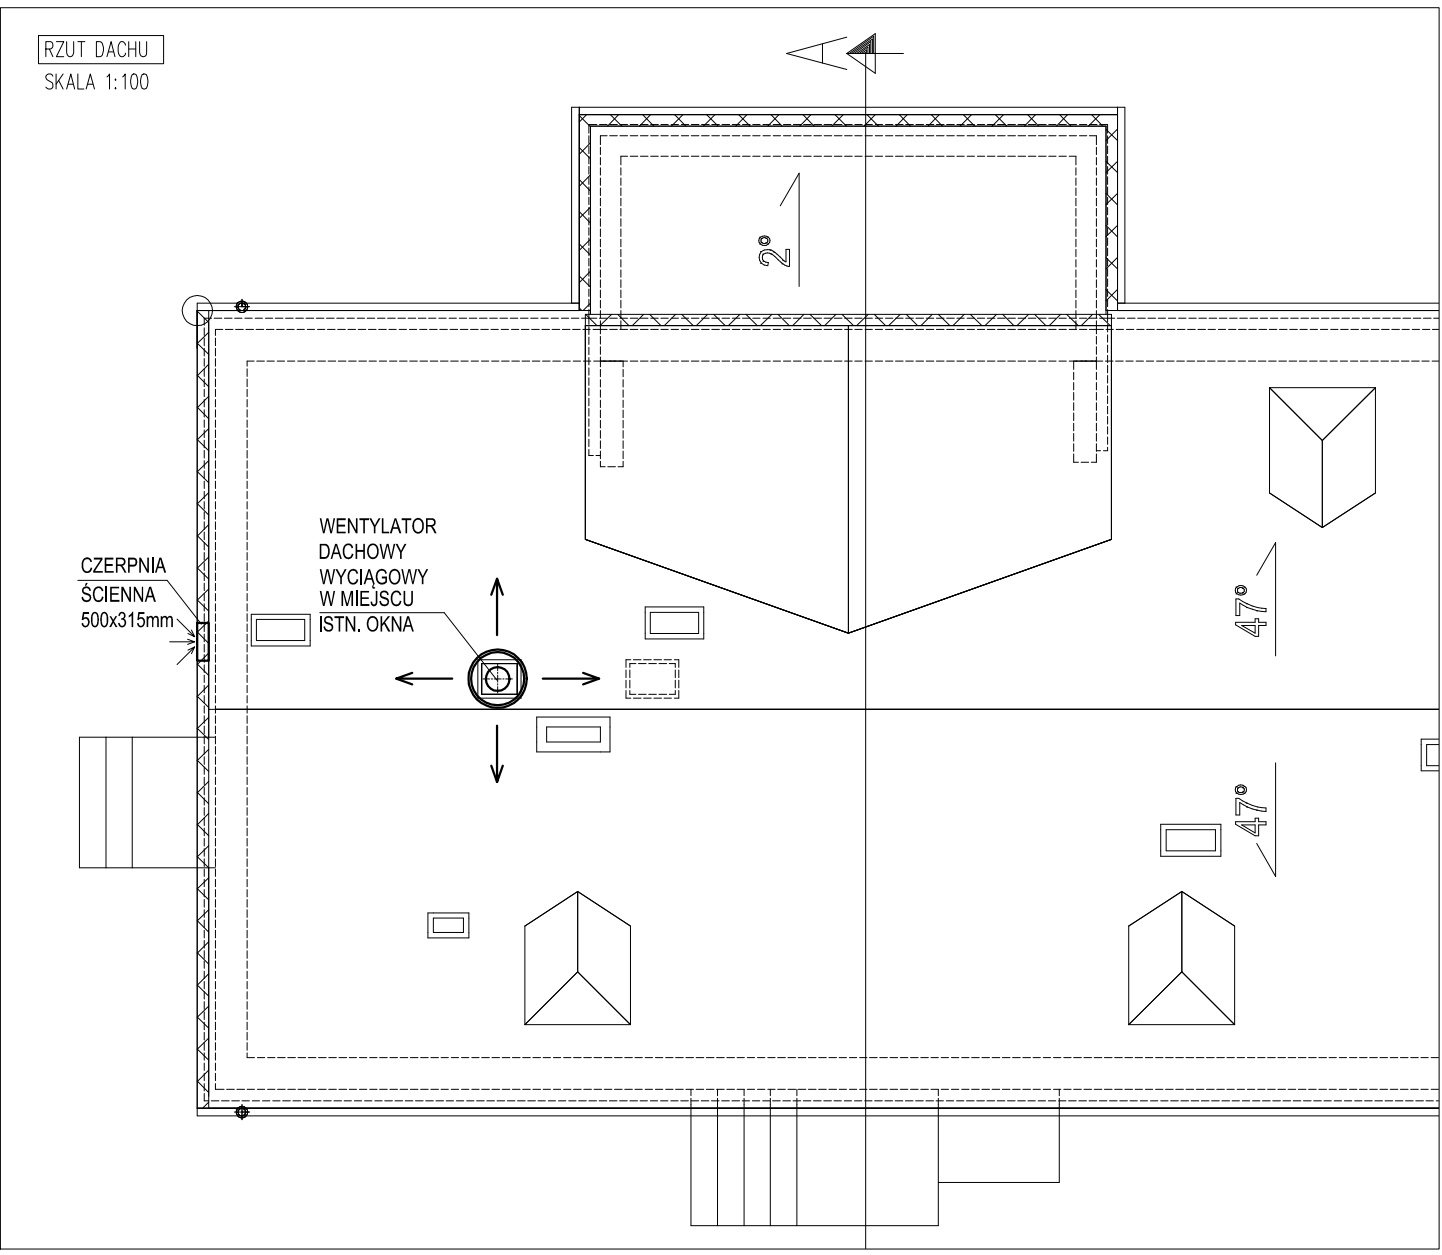 RZUT DACHU
SKALA 1:100
A
2°
WENTYLATOR
DACHOWY
WYCIĄGOWY
W MIEJSCU
ISTN. OKNA
CZERPNIA
ŚCIENNA
500x315mm
47°
47°